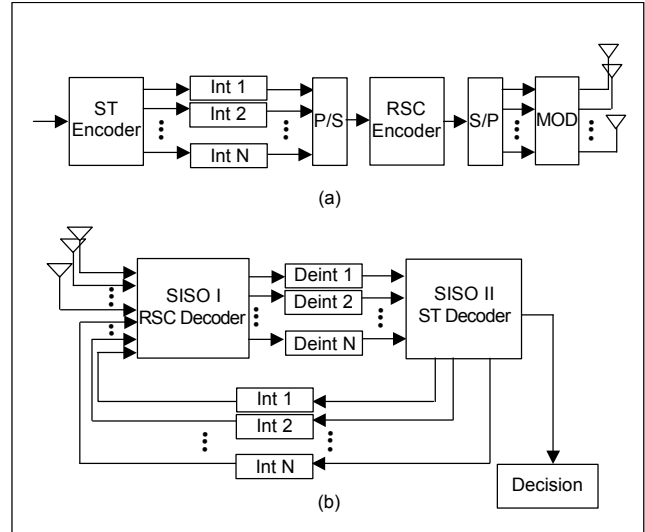 ST
Encoder
Int 1
Int 2
Int N
P/S
RSC
Encoder
S/P
MOD
(a)
SISO I
RSC Decoder
Deint 1
Deint 2
Deint N
SISO II
ST Decoder
Int 1
Int 2
Int N
Decision
(b)